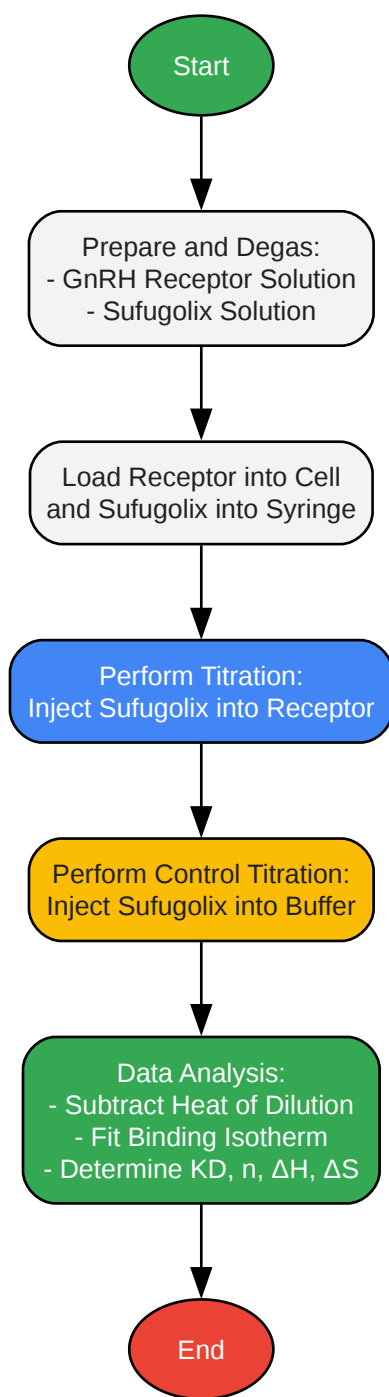 Start
Prepare and Degas:
- GnRH Receptor Solution
- Sufugolix Solution
Load Receptor into Cell
and Sufugolix into Syringe
Perform Titration:
Inject Sufugolix into Receptor
Perform Control Titration:
Inject Sufugolix into Buffer
Data Analysis:
- Subtract Heat of Dilution
- Fit Binding Isotherm
- Determine KD, n, ΔH, ΔS
End